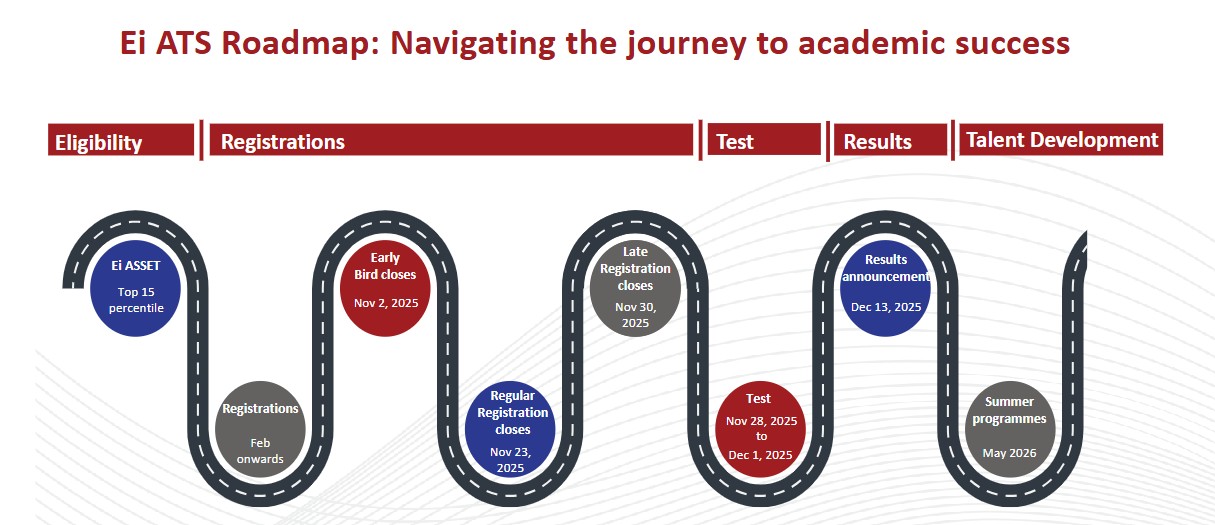 Ei ATS Roadmap: Navigating the journey to academic success
Eligibility
Registrations
Test
Results
Talent Development
Ei ASSET
Top 15
percentile
Registrations
Feb
onwards
Early
Bird closes
Nov 2, 2025
Regular
Registration
closes
Nov 23,
2025
Late
Registration
closes
Nov 30,
2025
Test
Nov 28, 2025
to
Dec 1, 2025
Results
announcement
Dec 13, 2025
Summer
programmes
May 2026